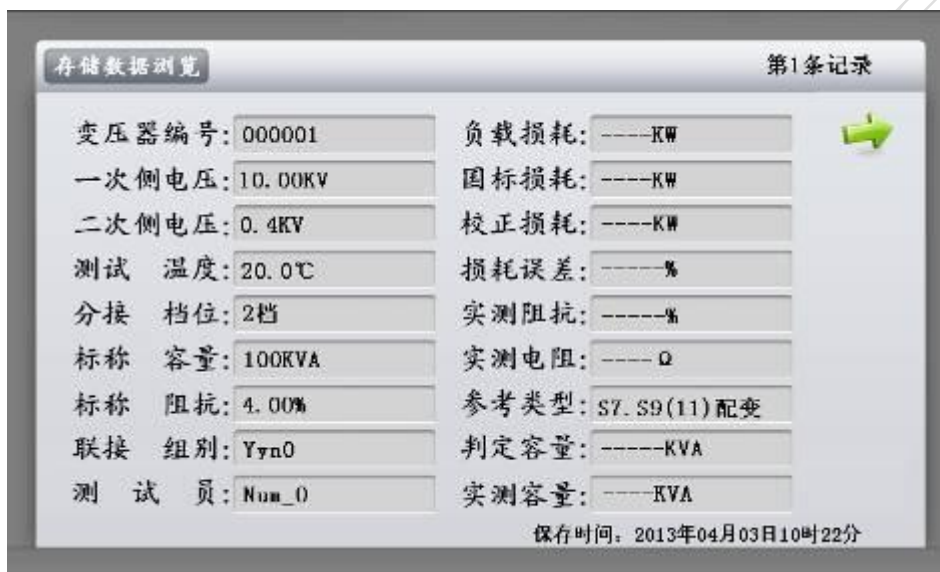 存储数据浏览 第1条记录
变压器编号: 000001 负载损耗: ----KW
一次侧电压: 10.00KV 国标损耗: ----KW
二次侧电压: 0.4KV 校正损耗: ----KW
测试 温度: 20.0℃ 损耗误差: -----%
分接 档位: 2档 实测阻抗: -----%
标称 容量: 100KVA 实测电阻: ---- Ω
标称 阻抗: 4.00% 参考类型: S7.S9(11)配变
联接 组别: Yyn0 判定容量: -----KVA
测 试 员: Num_0 实测容量: ----KVA
保存时间: 2013年04月03日10时22分